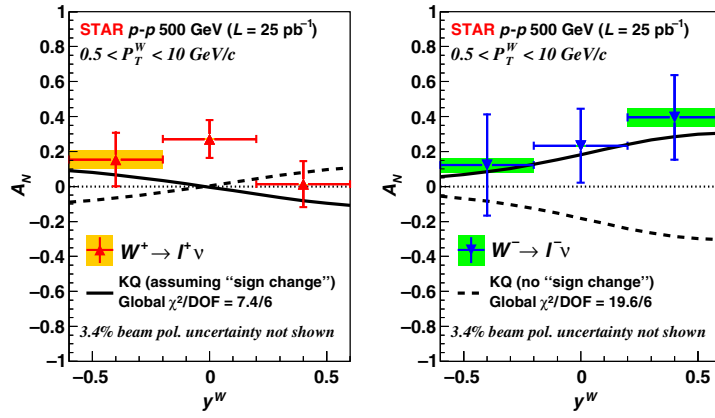 STAR p-p 500 GeV (L = 25 pb⁻¹)
0.5 < P_T^W < 10 GeV/c
A_N
1
0.8
0.6
0.4
0.2
0
−0.2
−0.4
−0.6
−0.8
−1
W⁺ → l⁺ν
KQ (assuming “sign change”)
Global χ²/DOF = 7.4/6
3.4% beam pol. uncertainty not shown
−0.5 0 0.5
y^W
STAR p-p 500 GeV (L = 25 pb⁻¹)
0.5 < P_T^W < 10 GeV/c
A_N
1
0.8
0.6
0.4
0.2
0
−0.2
−0.4
−0.6
−0.8
−1
W⁻ → l⁻ν
KQ (no “sign change”)
Global χ²/DOF = 19.6/6
3.4% beam pol. uncertainty not shown
−0.5 0 0.5
y^W